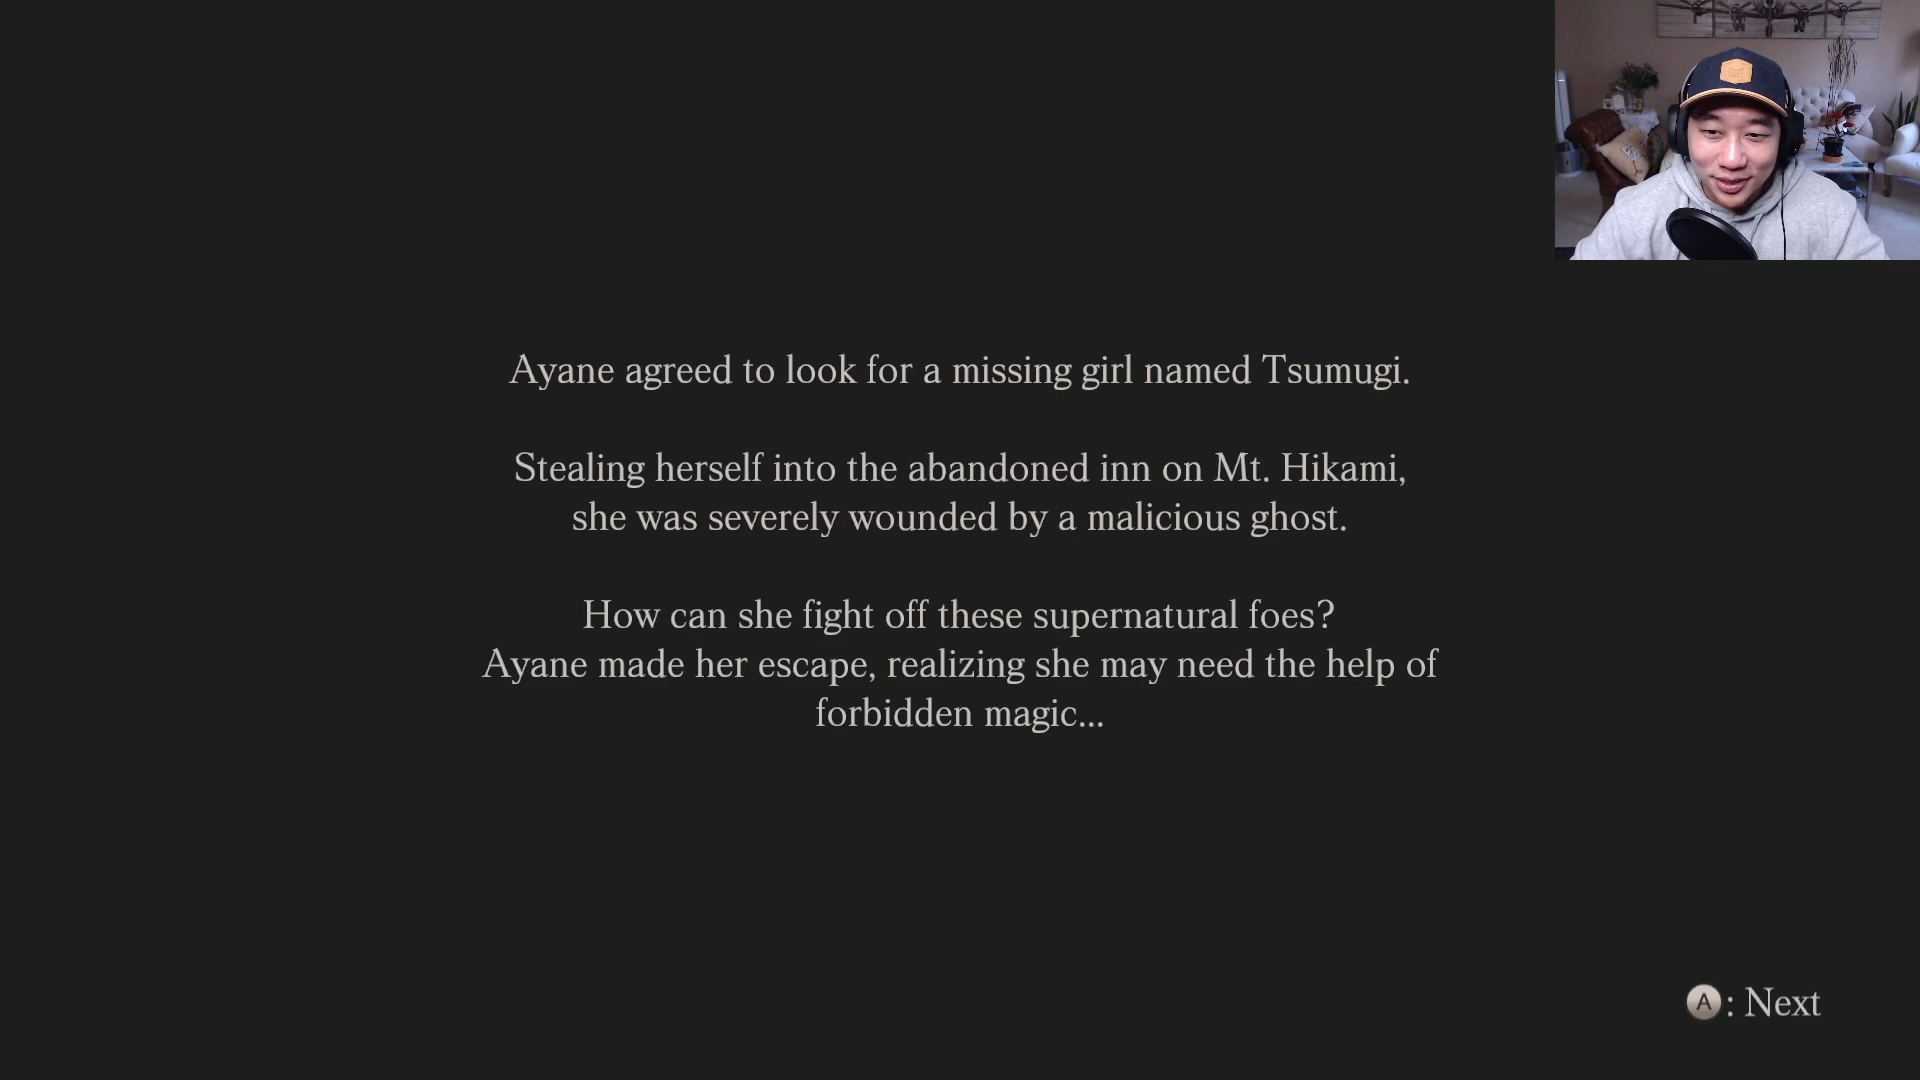 Ayane agreed to look for a missing girl named Tsumugi.
Stealing herself into the abandoned inn on Mt. Hikami,
she was severely wounded by a malicious ghost.
How can she fight off these supernatural foes?
Ayane made her escape, realizing she may need the help of
forbidden magic...
A: Next